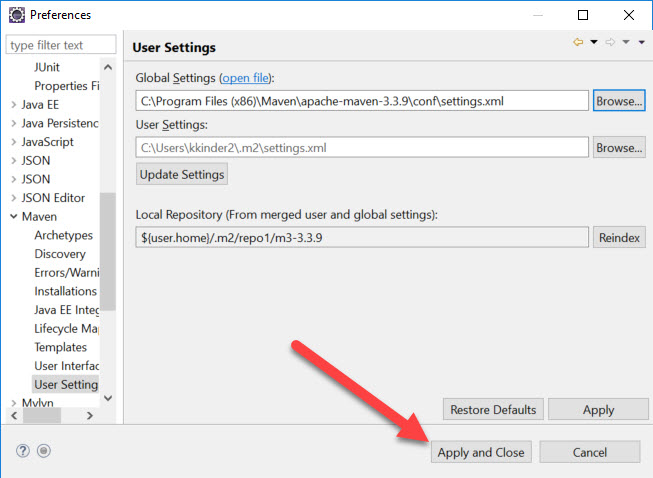 Preferences
type filter text
User Settings
JUnit
Properties Fi
Java EE
Java Persistenc
JavaScript
JSON
JSON
JSON Editor
Maven
Archetypes
Discovery
Errors/Warni
Installations
Java EE Integ
Lifecycle Ma
Templates
User Interfac
User Setting
Mylyn
Global Settings (open file):
C:\Program Files (x86)\Maven\apache-maven-3.3.9\conf\settings.xml
Browse...
User Settings:
C:\Users\kkinder2\.m2\settings.xml
Browse...
Update Settings
Local Repository (From merged user and global settings):
${user.home}/.m2/repo1/m3-3.3.9
Reindex
Restore Defaults
Apply
?
Apply and Close
Cancel